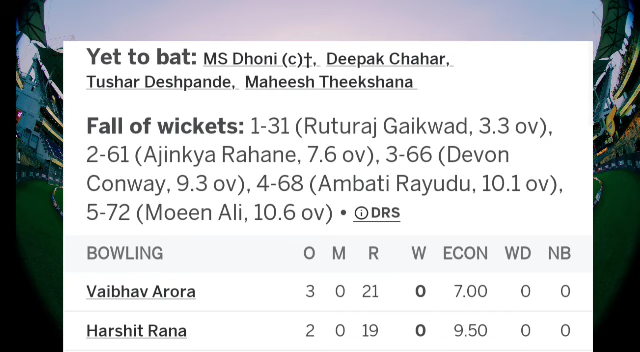 Yet to bat: MS Dhoni (c)†, Deepak Chahar,
Tushar Deshpande, Maheesh Theekshana
Fall of wickets: 1-31 (Ruturaj Gaikwad, 3.3 ov),
2-61 (Ajinkya Rahane, 7.6 ov), 3-66 (Devon
Conway, 9.3 ov), 4-68 (Ambati Rayudu, 10.1 ov),
5-72 (Moeen Ali, 10.6 ov) • ⓘ DRS
BOWLING O M R W ECON WD NB
Vaibhav Arora 3 0 21 0 7.00 0 0
Harshit Rana 2 0 19 0 9.50 0 0